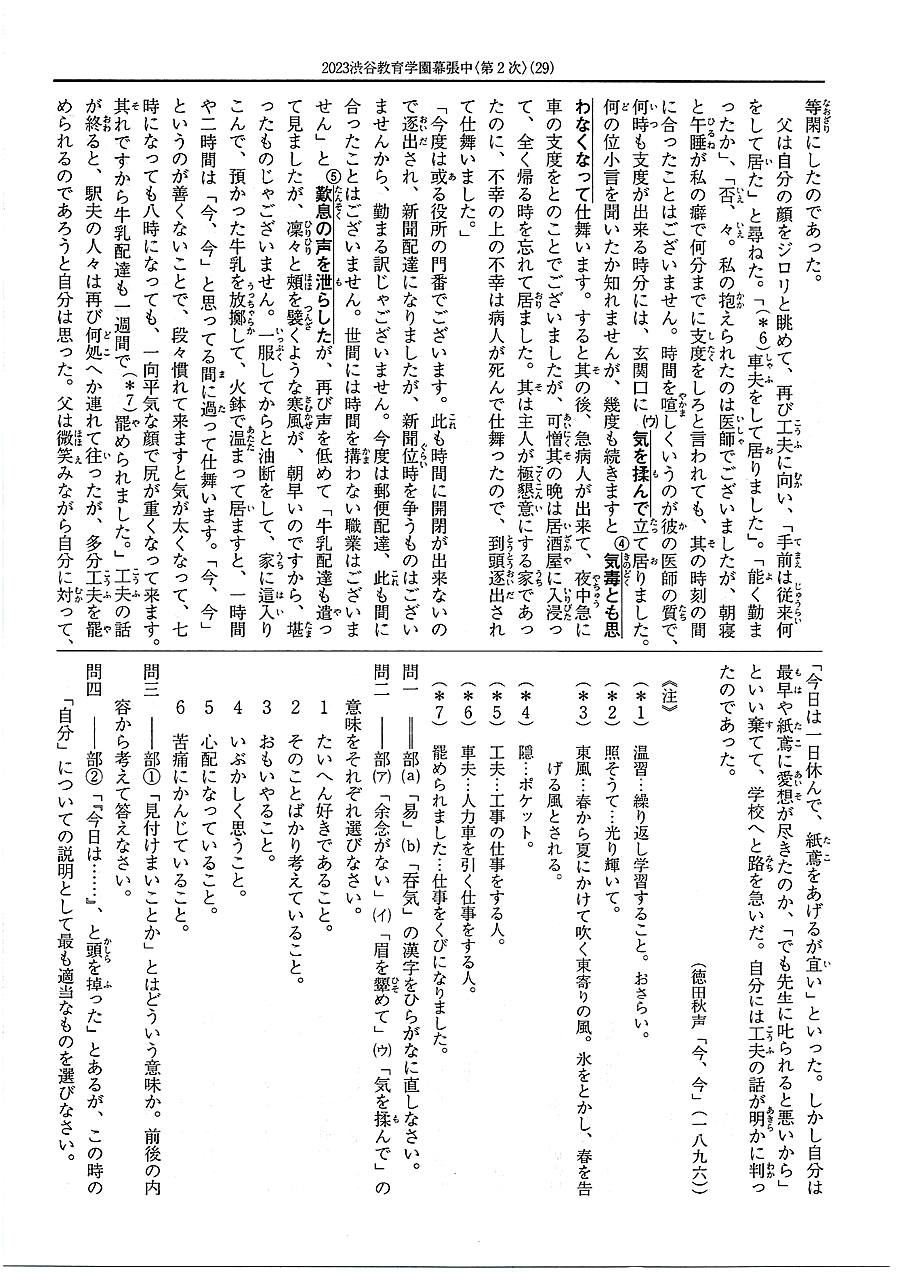 2023渋谷教育学園幕張中〈第2次〉(29)
等閑にしたのであった。
父は自分の顔をジロリと眺めて、再び工夫に向い、「手前は従来何
をして居た」と尋ねた。「(*6)車夫をして居りました」。「能く勤ま
ったか」、「否、々。私の抱えられたのは医師でございましたが、朝寝
と午睡が私の癖で何分までに支度をしろと言われても、其の時刻の間
に合ったことはございません。時間を喧しくいうのが彼の医師の質で、
何時も支度が出来る時分には、玄関口に(ウ)気を揉んで立て居りました。
何の位小言を聞いたか知れませんが、幾度も続きますと④気毒とも思
わなくなって仕舞います。すると其の後、急病人が出来て、夜中急に
車の支度をとのことでございましたが、可憎其の晩は居酒屋に入浸っ
て、全く帰る時を忘れて居ました。其は主人が極懇意にする家であっ
たのに、不幸の上の不幸は病人が死んで仕舞ったので、到頭逐出され
て仕舞いました。」
「今度は或る役所の門番でございます。此も時間に開閉が出来ないの
で逐出され、新聞配達になりましたが、新聞位時を争うものはござい
ませんから、勤まる訳じゃございません。今度は郵便配達、此も間に
合ったことはございません。世間には時間を搆わない職業はございま
せん」と⑤歎息の声を泄らしたが、再び声を低めて「牛乳配達も遣っ
て見ましたが、凜々と頬を襞くような寒風が、朝早いのですから、堪
ったものじゃございません。一服してからと油断をして、家に這入り
こんで、預かった牛乳を放擲して、火鉢で温まって居ますと、一時間
や二時間は「今、今」と思ってる間に過って仕舞います。「今、今」
というのが善くないことで、段々慣れて来ますと気が太くなって、七
時になっても八時になっても、一向平気な顔で尻が重くなって来ます。
其れですから牛乳配達も一週間で(*7)罷められました。」工夫の話
が終ると、駅夫の人々は再び何処へか連れて往ったが、多分工夫を罷
められるのであろうと自分は思った。父は微笑みながら自分に対って、
「今日は一日休んで、紙鳶をあげるが宜い」といった。しかし自分は
最早や紙鳶に愛想が尽きたのか、「でも先生に叱られると悪いから」
といい棄てて、学校へと路を急いだ。自分には工夫の話が明かに判っ
たのであった。
(徳田秋声「今、今」(一八九六))
《注》
(*1) 温習…繰り返し学習すること。おさらい。
(*2) 照そうて…光り輝いて。
(*3) 東風…春から夏にかけて吹く東寄りの風。氷をとかし、春を告
げる風とされる。
(*4) 隠…ポケット。
(*5) 工夫…工事の仕事をする人。
(*6) 車夫…人力車を引く仕事をする人。
(*7) 罷められました…仕事をくびになりました。
問一 ══部(a)「易」(b)「呑気」の漢字をひらがなに直しなさい。
問二 ――部(ア)「余念がない」(イ)「眉を顰めて」(ウ)「気を揉んで」の
意味をそれぞれ選びなさい。
1 たいへん好きであること。
2 そのことばかり考えていること。
3 おもいやること。
4 いぶかしく思うこと。
5 心配になっていること。
6 苦痛にかんじていること。
問三 ――部①「見付けまいことか」とはどういう意味か。前後の内
容から考えて答えなさい。
問四 ――部②「『今日は……』、と頭を掉った」とあるが、この時の
「自分」についての説明として最も適当なものを選びなさい。